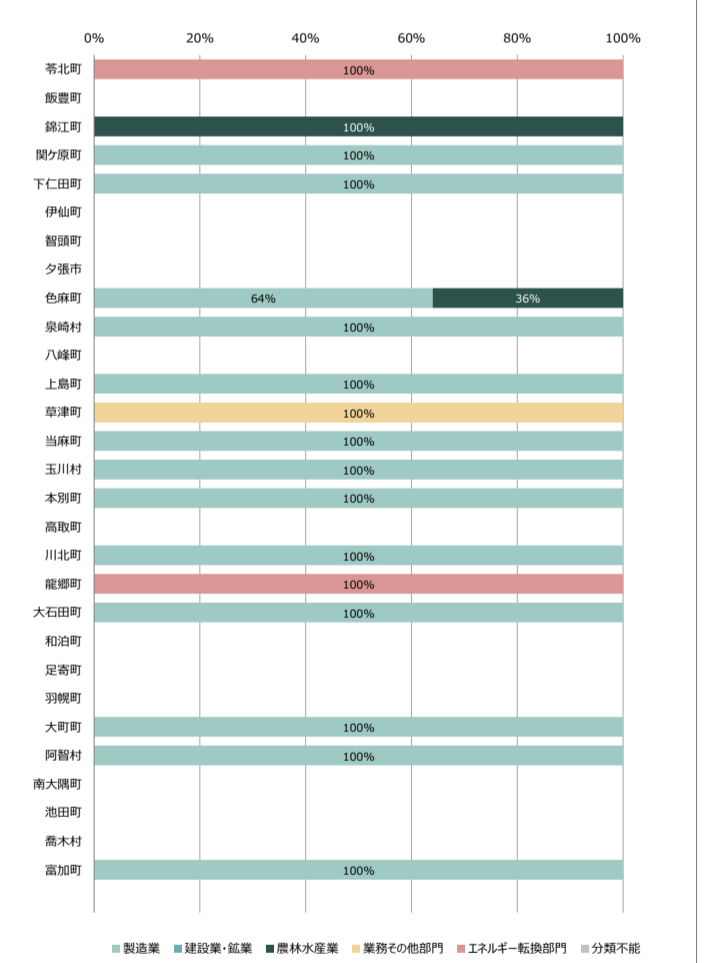 0% 20% 40% 60% 80% 100%
苓北町 100%
飯豊町
錦江町 100%
関ケ原町 100%
下仁田町 100%
伊仙町
智頭町
夕張市
色麻町 64% 36%
泉崎村 100%
八峰町
上島町 100%
草津町 100%
当麻町 100%
玉川村 100%
本別町 100%
高取町
川北町 100%
龍郷町 100%
大石田町 100%
和泊町
足寄町
羽幌町
大町町 100%
阿智村 100%
南大隅町
池田町
喬木村
富加町 100%
製造業 建設業・鉱業 農林水産業 業務その他部門 エネルギー転換部門 分類不能